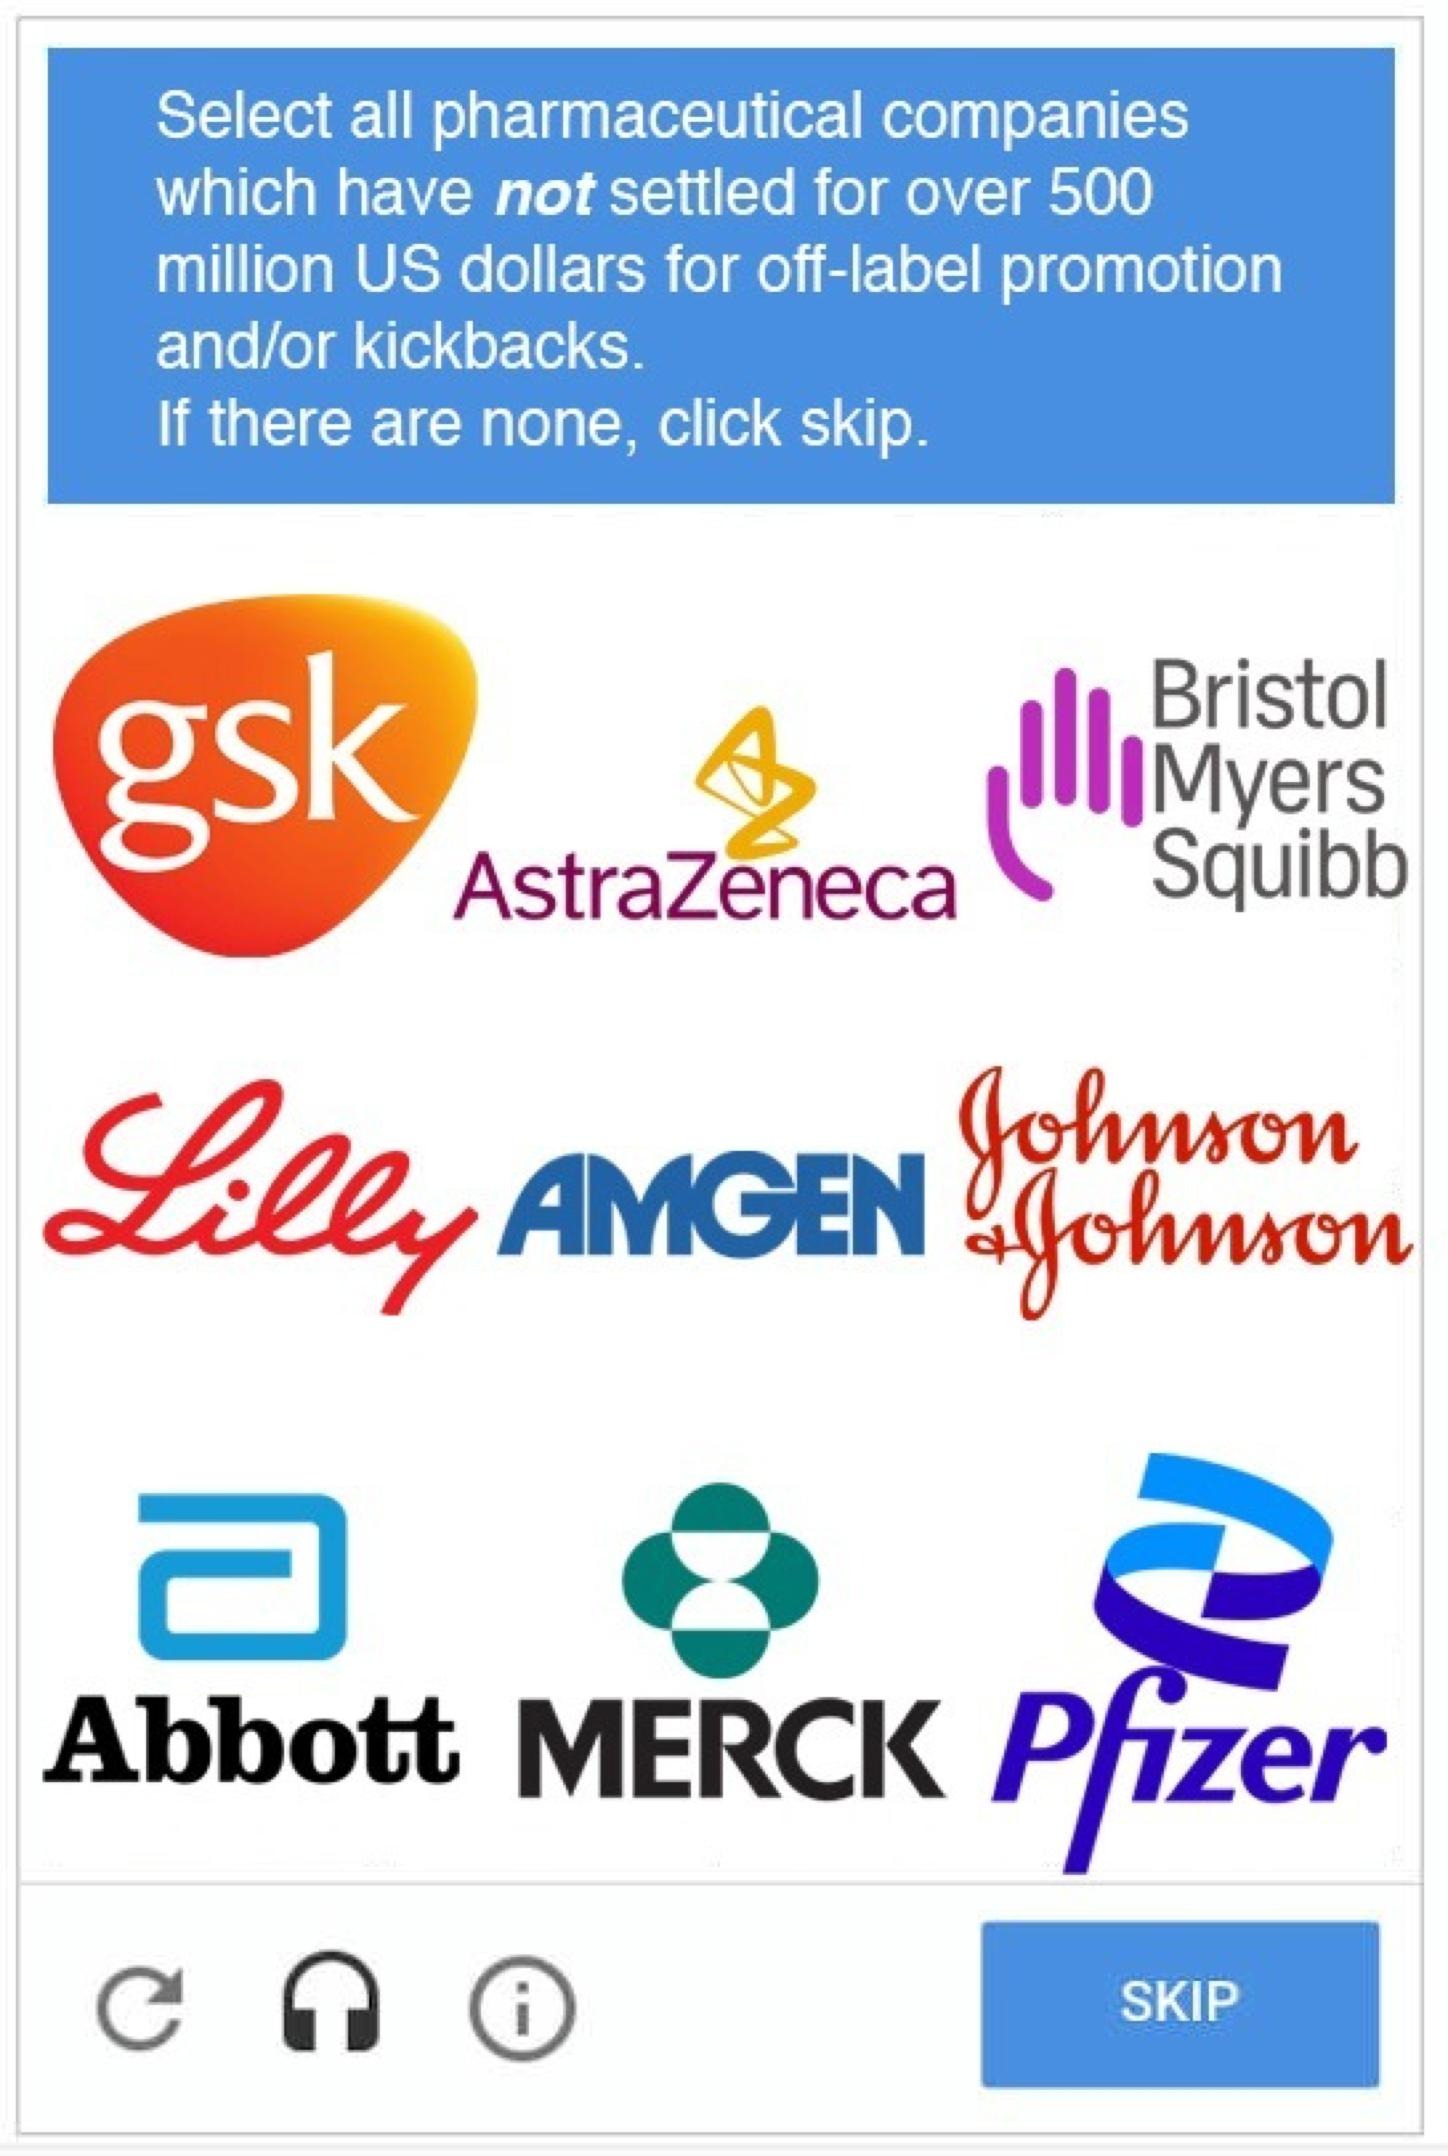 Select all pharmaceutical companies
which have not settled for over 500
million US dollars for off-label promotion
and/or kickbacks.
If there are none, click skip.
gsk
AstraZeneca
Bristol
Myers
Squibb
Lilly
AMGEN
Johnson
&Johnson
Abbott
MERCK
Pfizer
SKIP